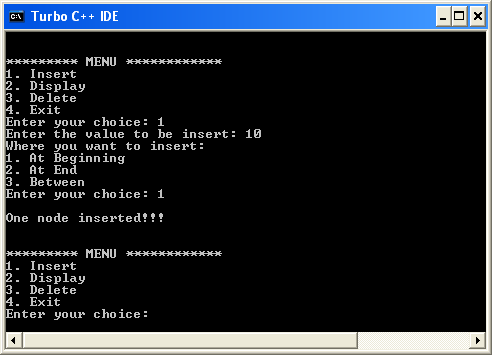 Turbo C++ IDE
********* MENU ************
1. Insert
2. Display
3. Delete
4. Exit
Enter your choice: 1
Enter the value to be insert: 10
Where you want to insert:
1. At Beginning
2. At End
3. Between
Enter your choice: 1
One node inserted!!!
********* MENU ************
1. Insert
2. Display
3. Delete
4. Exit
Enter your choice: